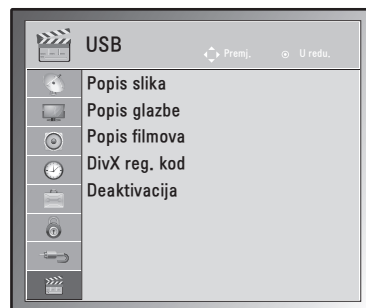 USB
Premj. U redu.
Popis slika
Popis glazbe
Popis filmova
DivX reg. kod
Deaktivacija